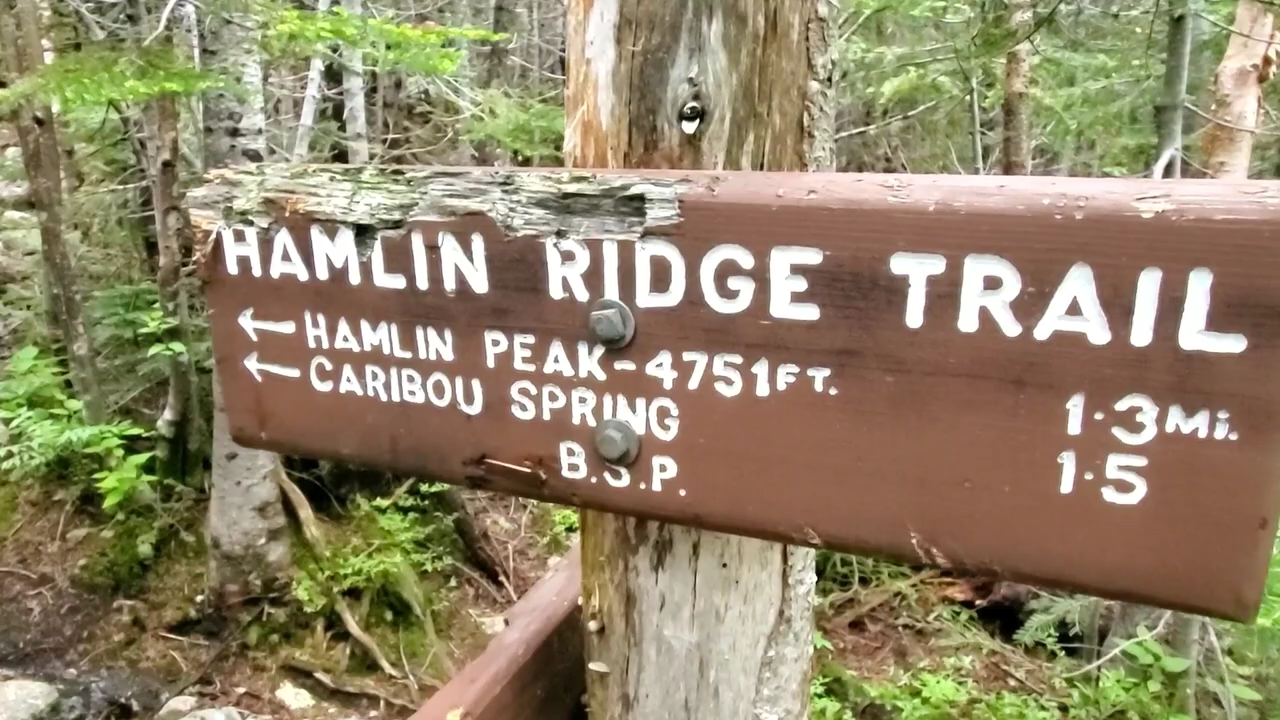 HAMLIN RIDGE TRAIL
← HAMLIN PEAK-4751FT. 1.3Mi.
← CARIBOU SPRING 1.5
B.S.P.